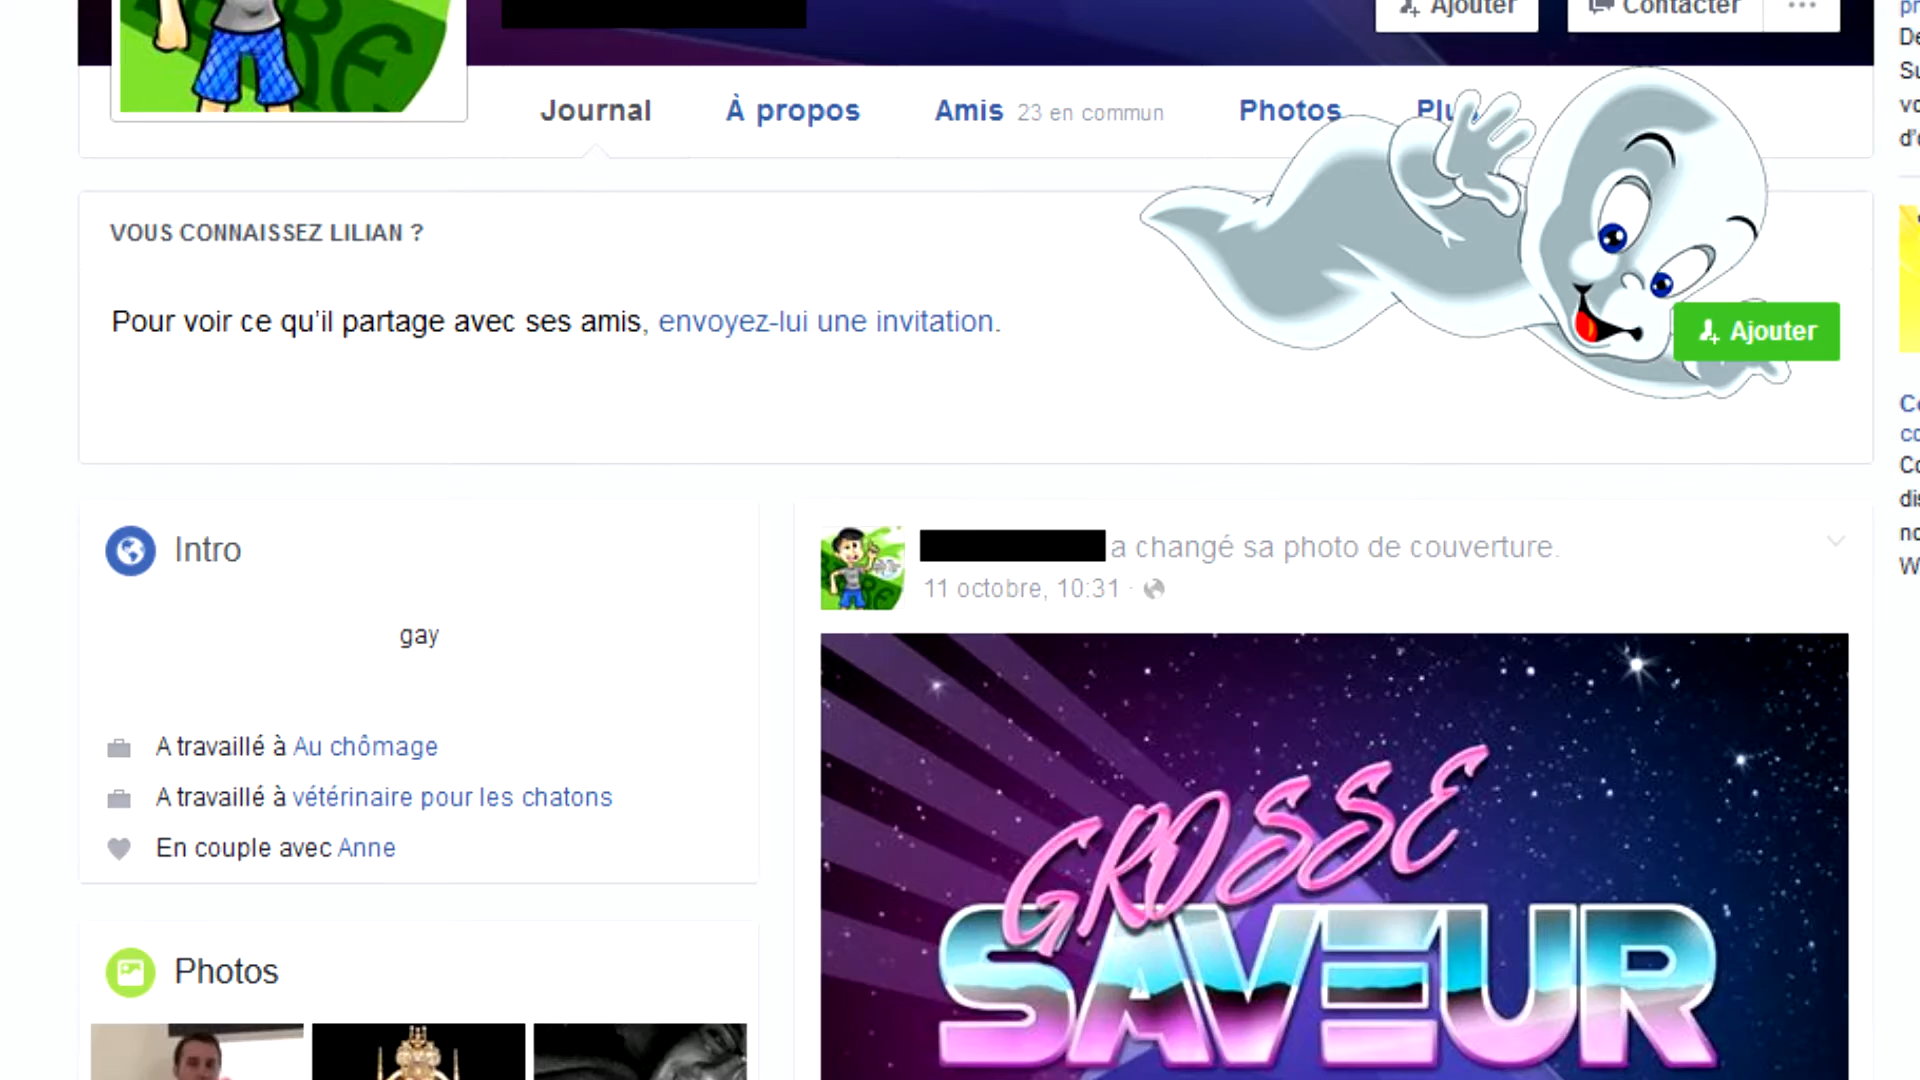 Ajouter
Contacter
Journal
À propos
Amis 23 en commun
Photos
VOUS CONNAISSEZ LILIAN ?
Pour voir ce qu'il partage avec ses amis, envoyez-lui une invitation.
Ajouter
Intro
gay
A travaillé à Au chômage
A travaillé à vétérinaire pour les chatons
En couple avec Anne
Photos
a changé sa photo de couverture.
11 octobre, 10:31
GROSSE
SAVEUR